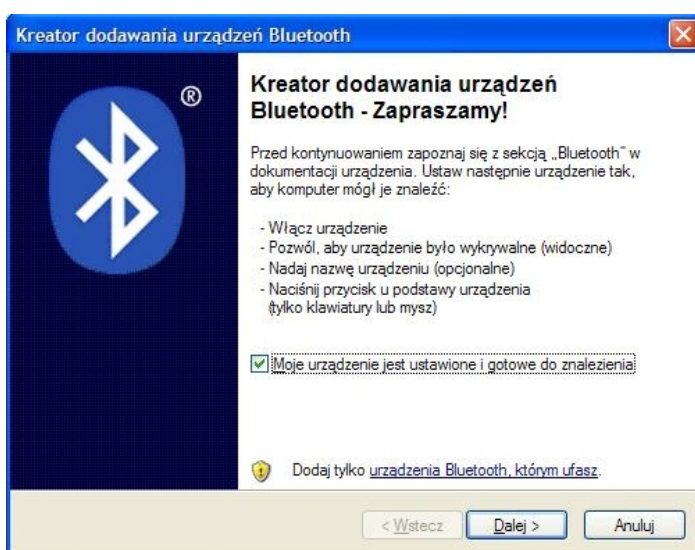 Kreator dodawania urządzeń Bluetooth
®
Kreator dodawania urządzeń
Bluetooth - Zapraszamy!
Przed kontynuowaniem zapoznaj się z sekcją „Bluetooth” w
dokumentacji urządzenia. Ustaw następnie urządzenie tak,
aby komputer mógł je znaleźć:
- Włącz urządzenie
- Pozwól, aby urządzenie było wykrywalne (widoczne)
- Nadaj nazwę urządzeniu (opcjonalne)
- Naciśnij przycisk u podstawy urządzenia
(tylko klawiatury lub mysz)
Moje urządzenie jest ustawione i gotowe do znalezienia
Dodaj tylko urządzenia Bluetooth, którym ufasz.
< Wstecz Dalej > Anuluj